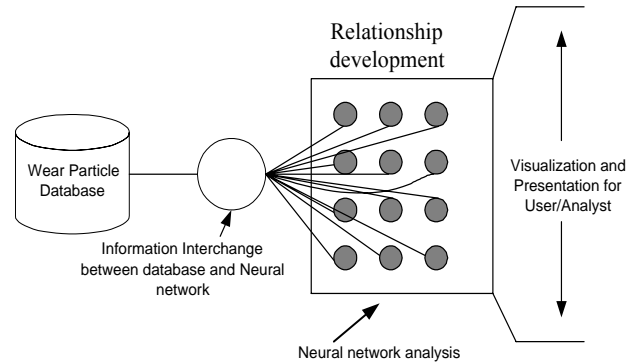 Relationship
development
Wear Particle
Database
Visualization and
Presentation for
User/Analyst
Information Interchange
between database and Neural
network
Neural network analysis